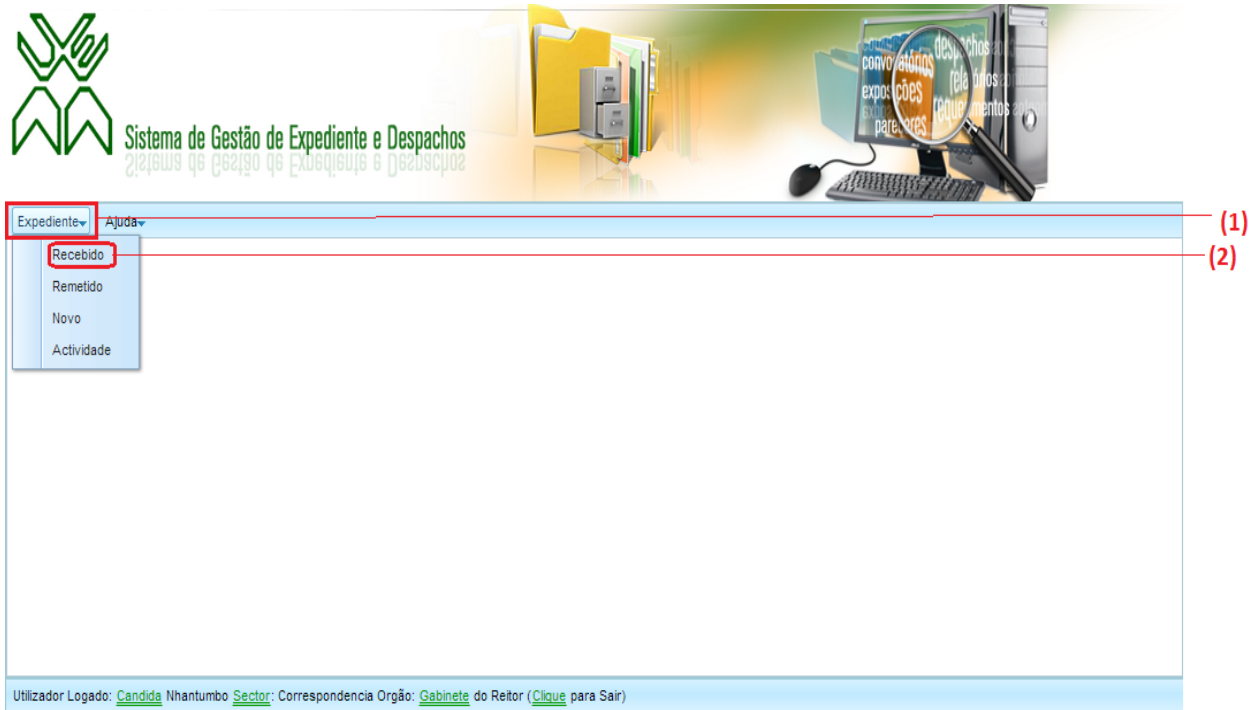 despachos
convocatórios
relatórios
exposições
requerimentos
pareceres
Sistema de Gestão de Expediente e Despachos
Expediente Ajuda (1)
Recebido (2)
Remetido
Novo
Actividade
Utilizador Logado: Candida Nhantumbo Sector: Correspondencia Orgão: Gabinete do Reitor (Clique para Sair)